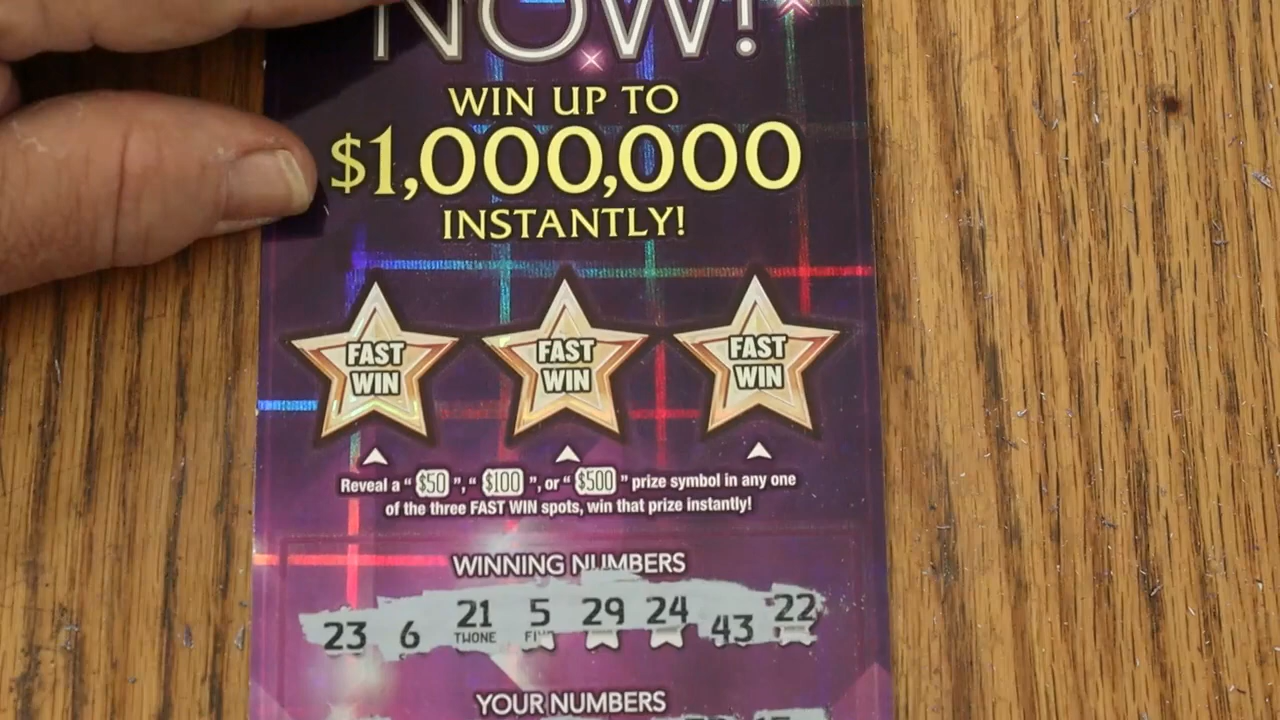 NOW!
WIN UP TO
$1,000,000
INSTANTLY!
FAST WIN FAST WIN FAST WIN
Reveal a "$50", "$100", or "$500" prize symbol in any one
of the three FAST WIN spots, win that prize instantly!
WINNING NUMBERS
23 6 21 5 29 24 43 22
TWONE
YOUR NUMBERS